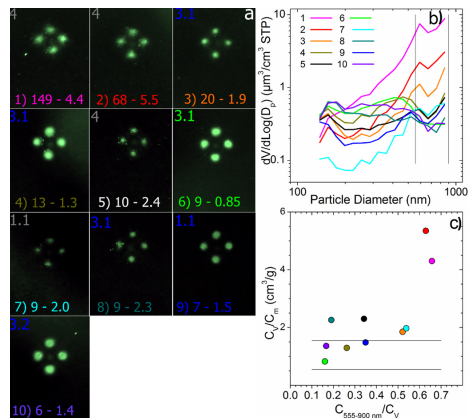 4 4 3.1 a
1) 149 - 4.4 2) 68 - 5.5 3) 20 - 1.9
3.1 4 3.1
4) 13 - 1.3 5) 10 - 2.4 6) 9 - 0.85
1.1 3.1 1.1
7) 9 - 2.0 8) 9 - 2.3 9) 7 - 1.5
3.2
10) 6 - 1.4
b)
1 6
2 7
3 8
4 9
5 10
10
1
0.1
100 1000
dV/dLog(Dp) (μm³/cm³ STP)
Particle Diameter (nm)
c)
6
4
2
0
0.0 0.2 0.4 0.6 0.8 1.0
CV/Cm (cm³/g)
C555-900 nm/CV